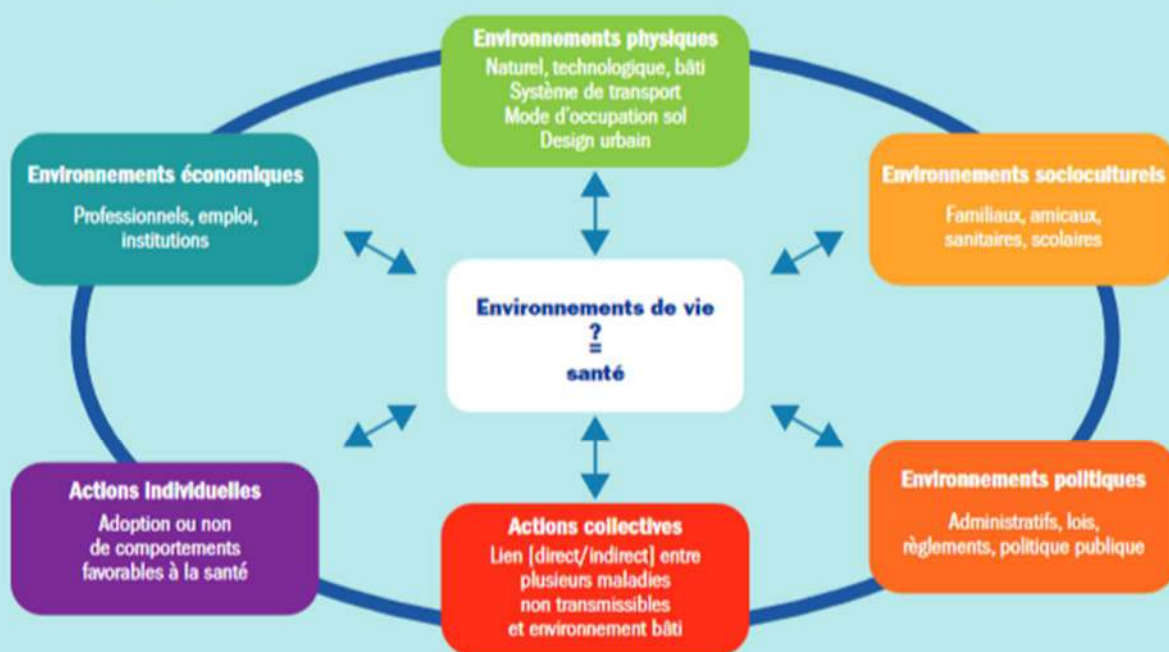 Environnements physiques
Naturel, technologique, bâti
Système de transport
Mode d'occupation sol
Design urbain
Environnements économiques
Professionnels, emploi,
institutions
Environnements socioculturels
Familiaux, amicaux,
sanitaires, scolaires
Environnements de vie
?
=
santé
Actions individuelles
Adoption ou non
de comportements
favorables à la santé
Actions collectives
Lien [direct/indirect] entre
plusieurs maladies
non transmissibles
et environnement bâti
Environnements politiques
Administratifs, lois,
règlements, politique publique